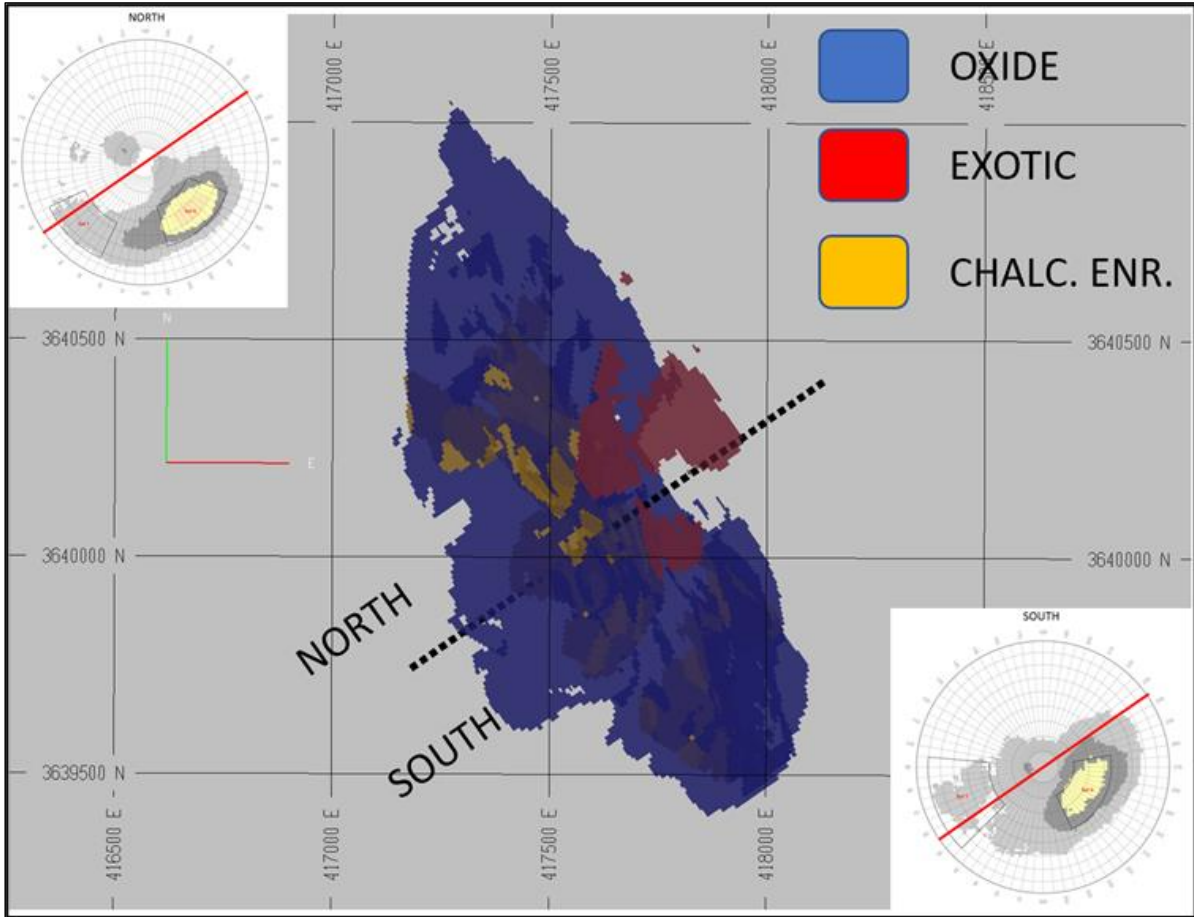 NORTH
417000 E
417500 E
418000 E
OXIDE
EXOTIC
CHALC. ENR.
N
3640500 N
3640500 N
E
3640000 N
3640000 N
NORTH
SOUTH
SOUTH
3639500 N
416500 E
417000 E
417500 E
418000 E